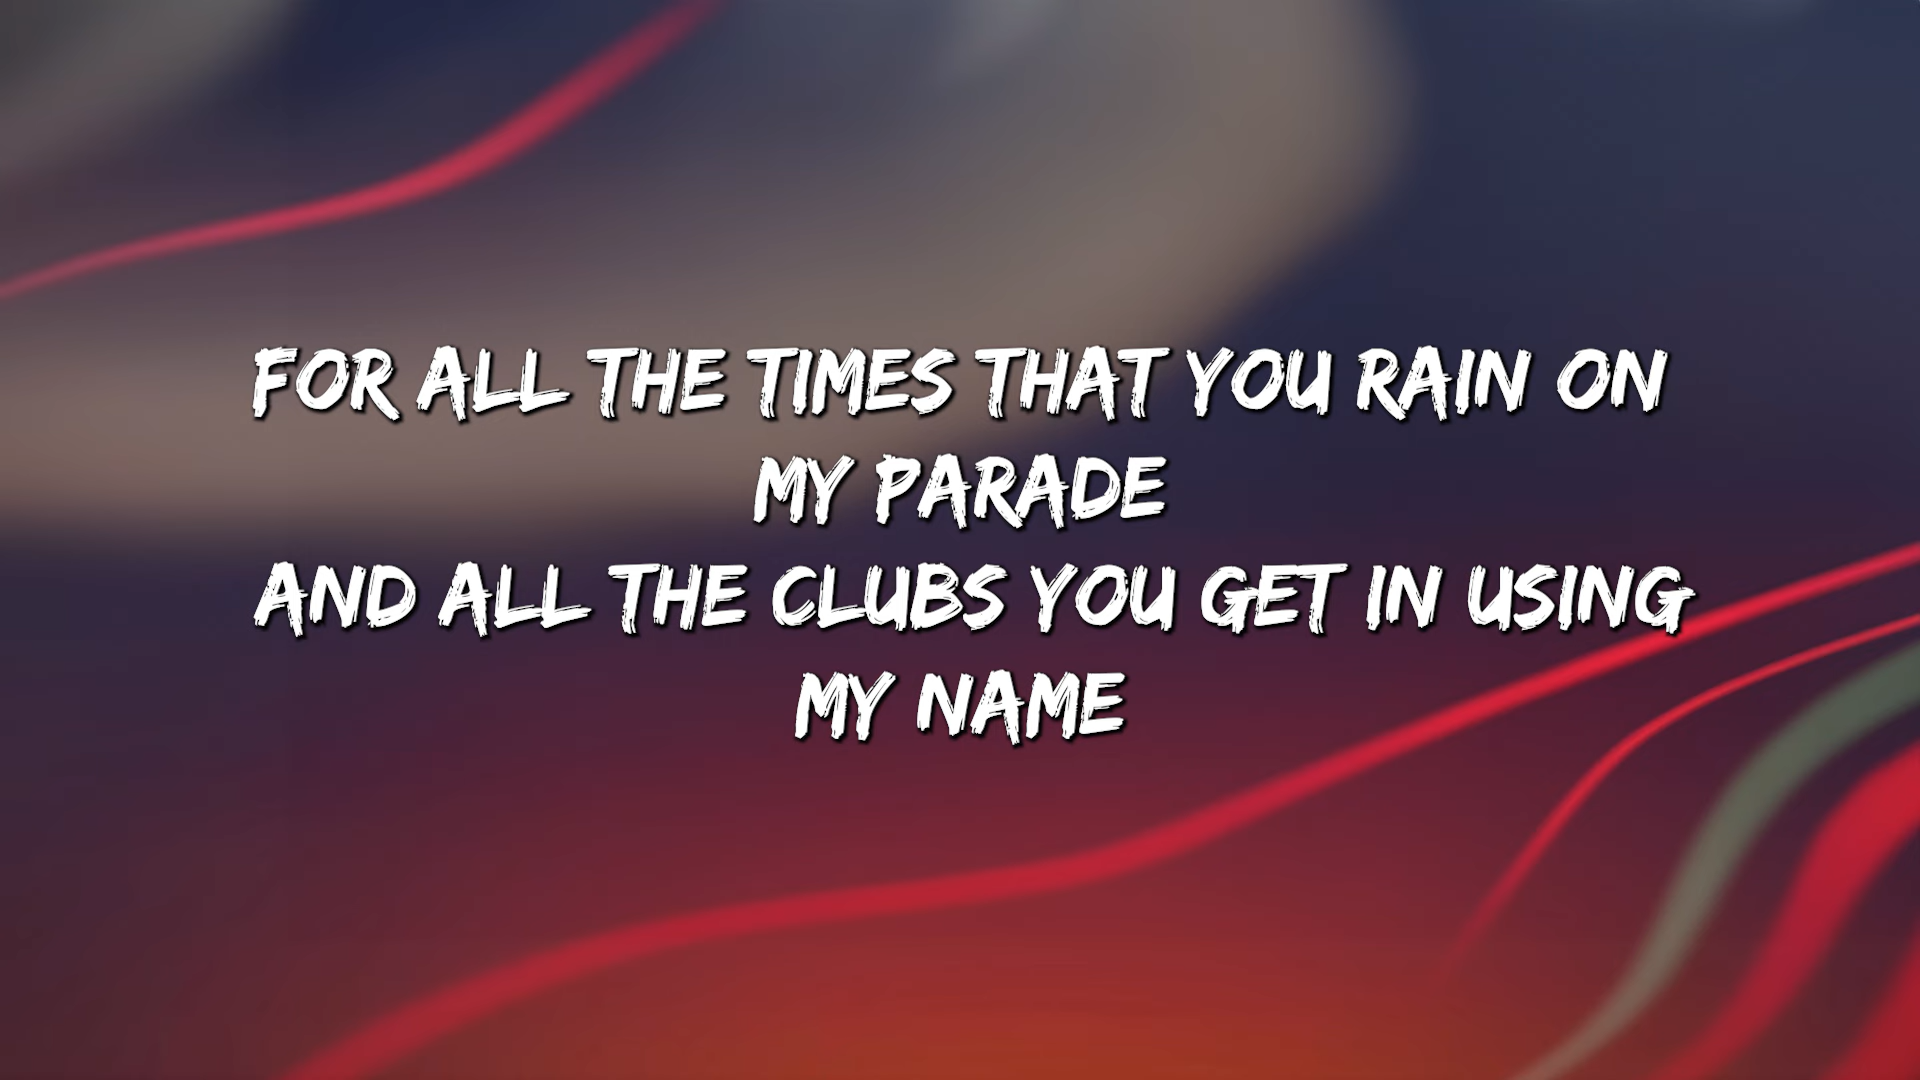 FOR ALL THE TIMES THAT YOU RAIN ON
MY PARADE
AND ALL THE CLUBS YOU GET IN USING
MY NAME